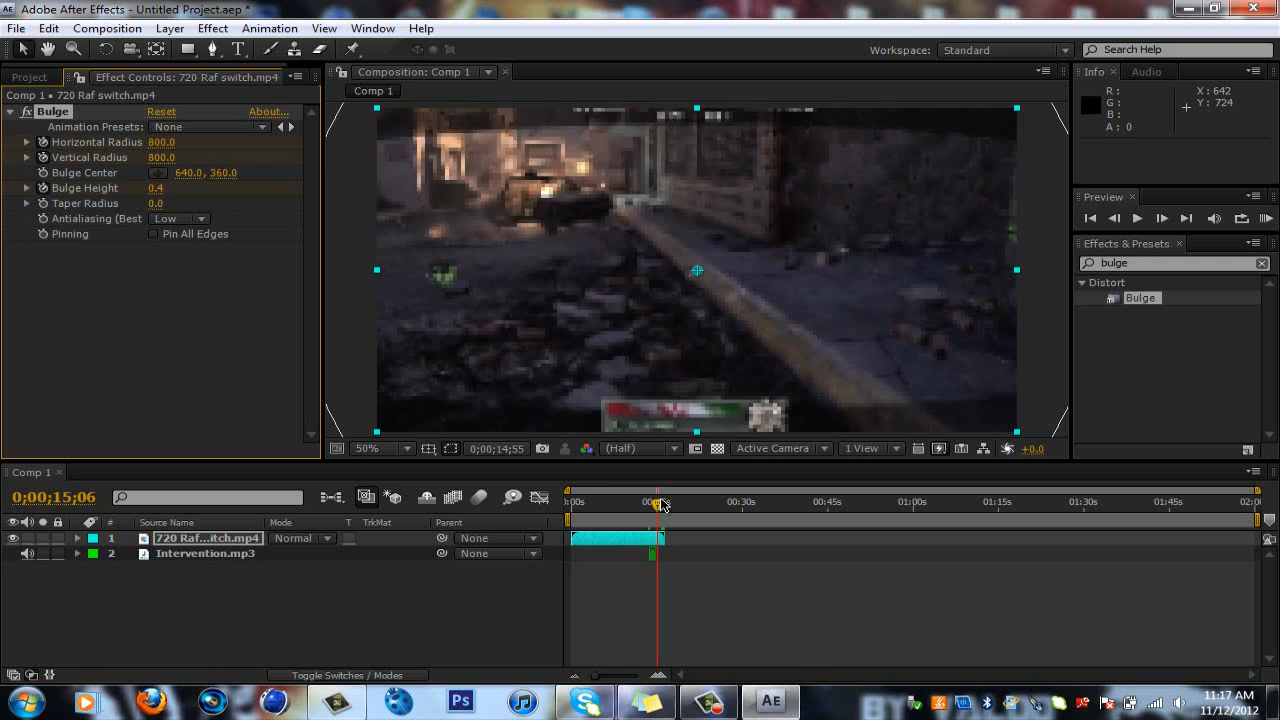 Adobe After Effects - Untitled Project.aep *
File Edit Composition Layer Effect Animation View Window Help
Workspace: Standard Search Help
Project Effect Controls: 720 Raf switch.mp4
Comp 1 • 720 Raf switch.mp4
fx Bulge Reset About...
Animation Presets: None
Horizontal Radius 800.0
Vertical Radius 800.0
Bulge Center 640.0, 360.0
Bulge Height 0.4
Taper Radius 0.0
Antialiasing (Best Low
Pinning Pin All Edges
Composition: Comp 1
Comp 1
50% 0;00;14;55 (Half) Active Camera 1 View +0.0
Info Audio
R: X: 642
G: Y: 724
B:
A: 0
Preview
Effects & Presets
bulge
Distort
Bulge
Comp 1
0;00;15;06
:00s 00:30s 00:45s 01:00s 01:15s 01:30s 01:45s 02:0
# Source Name Mode T TrkMat Parent
1 720 Raf...itch.mp4 Normal None
2 Intervention.mp3 None
Toggle Switches / Modes
Ps AE
11:17 AM
11/12/2012